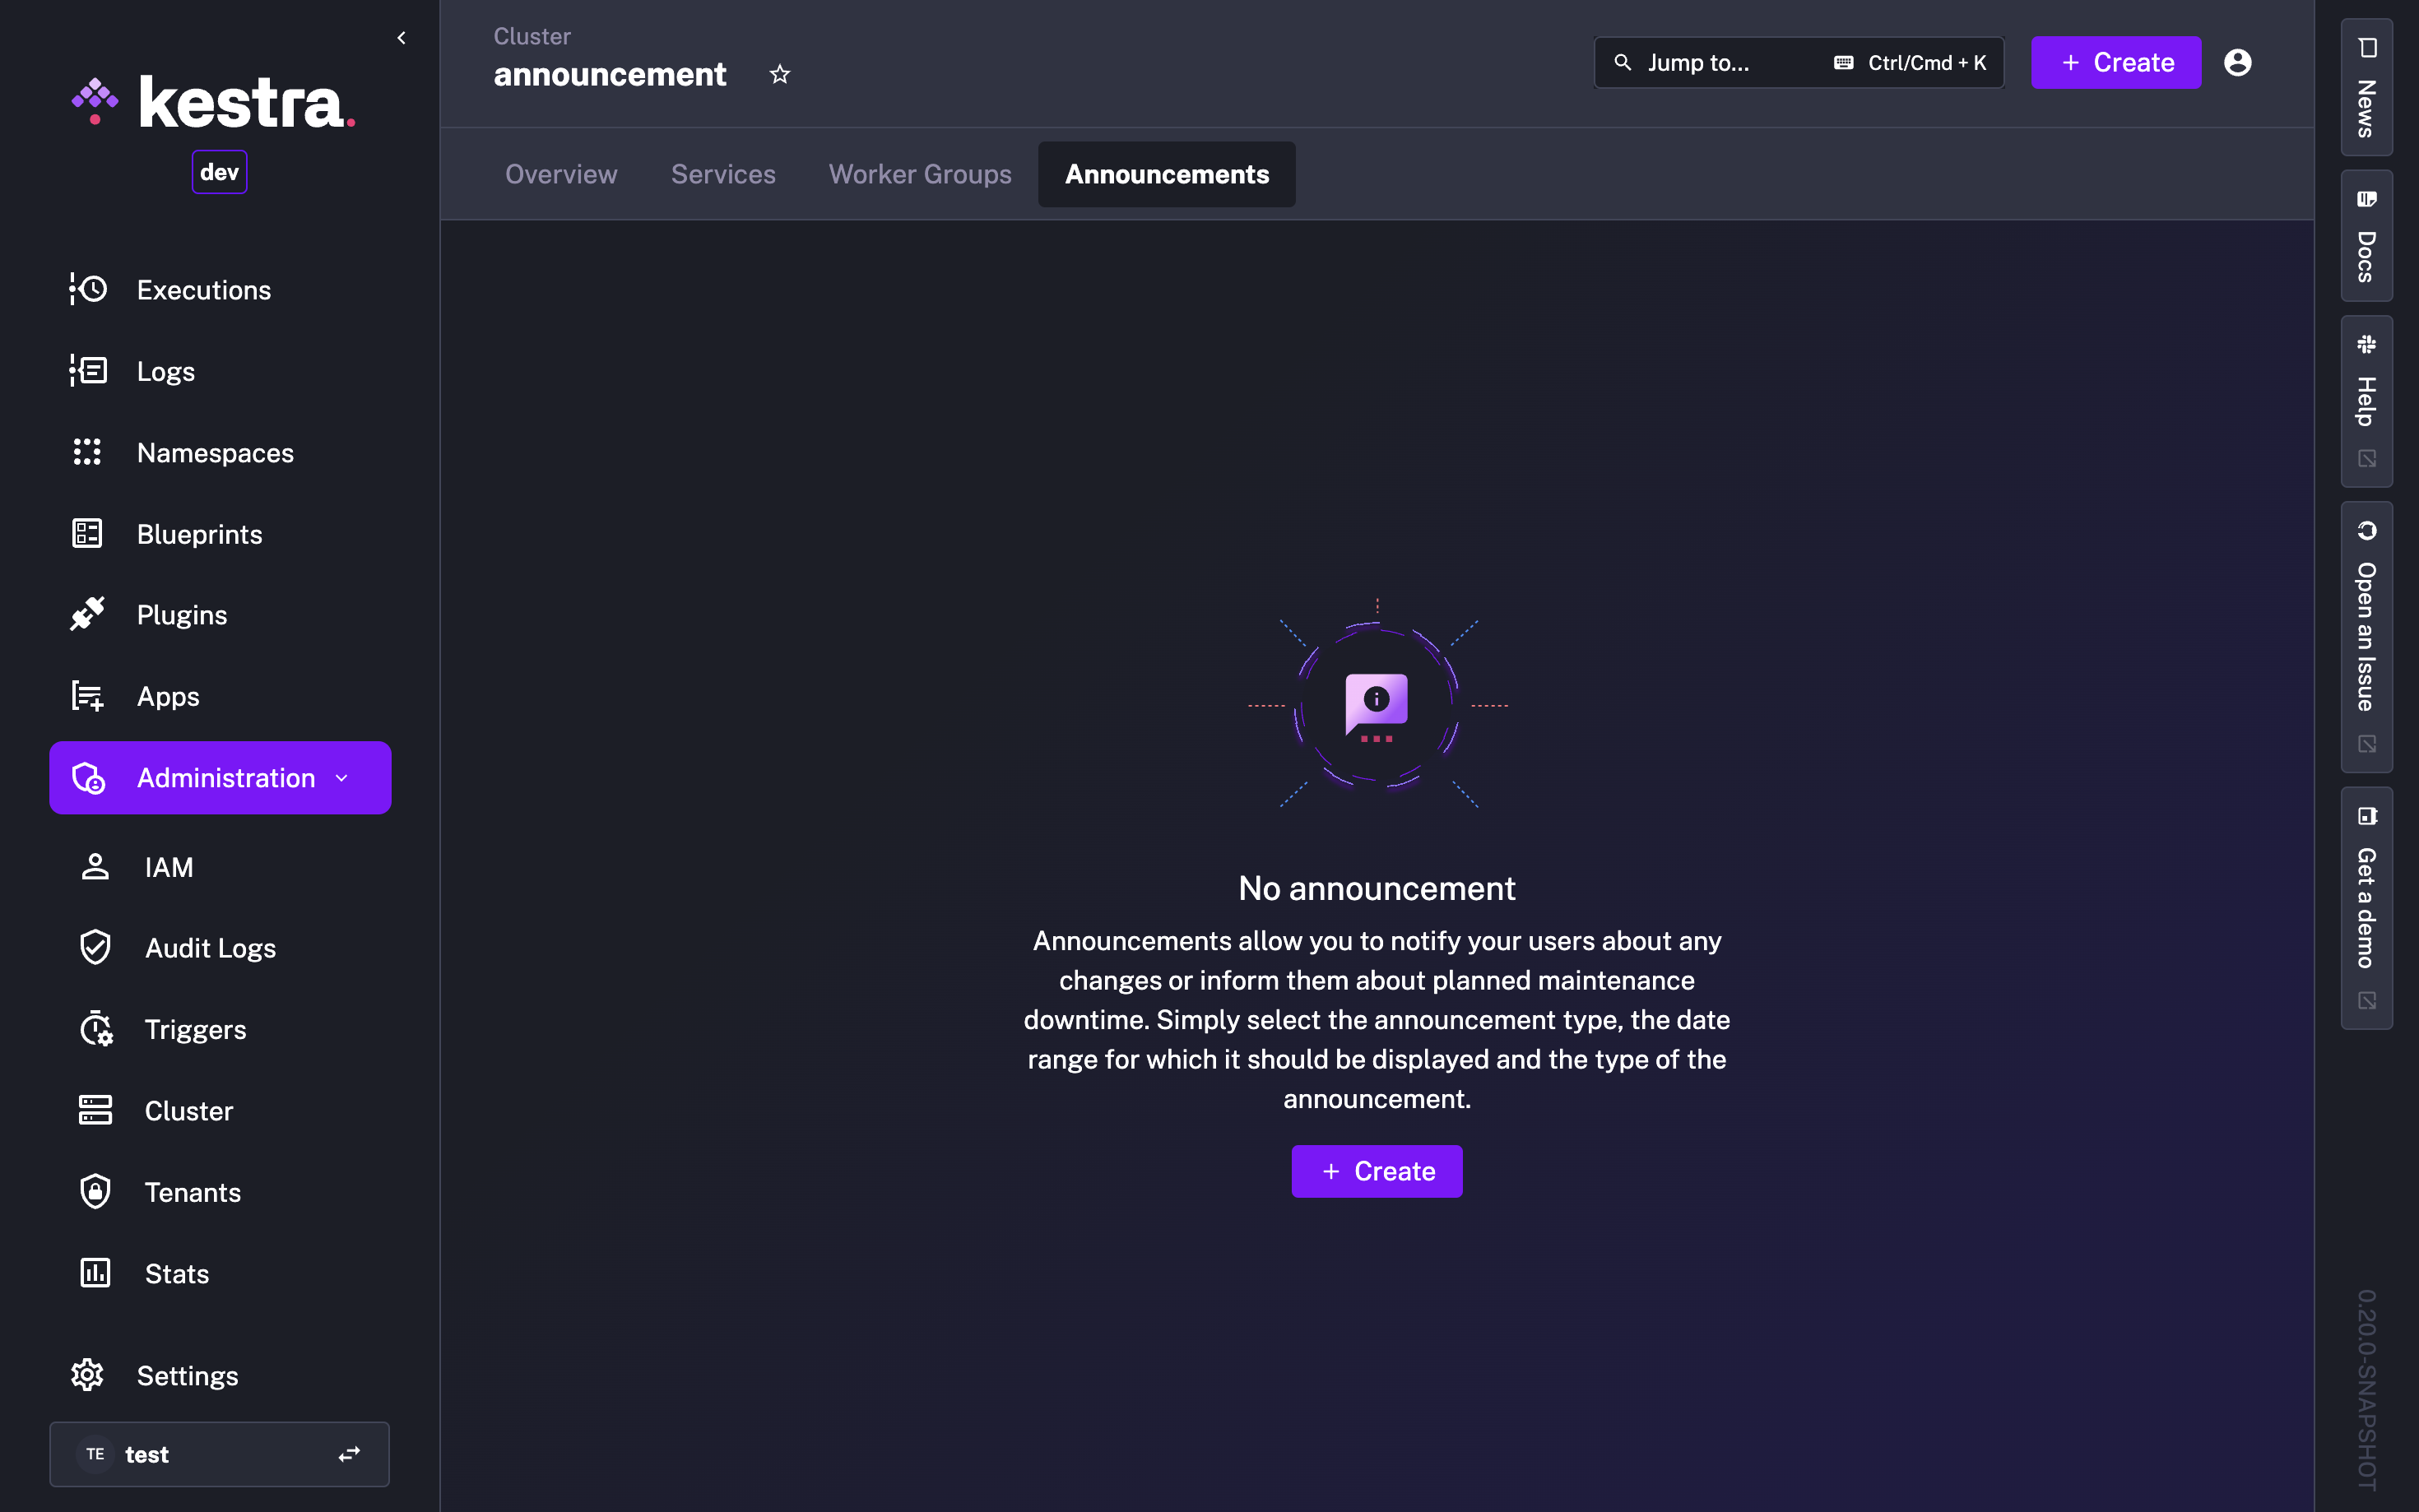 kestra.
dev
Executions
Logs
Namespaces
Blueprints
Plugins
Apps
Administration
IAM
Audit Logs
Triggers
Cluster
Tenants
Stats
Settings
TE test
Cluster
announcement
Jump to...
Ctrl/Cmd + K
+ Create
Overview
Services
Worker Groups
Announcements
No announcement
Announcements allow you to notify your users about any
changes or inform them about planned maintenance
downtime. Simply select the announcement type, the date
range for which it should be displayed and the type of the
announcement.
+ Create
News
Docs
Help
Open an Issue
Get a demo
0.20.0-SNAPSHOT